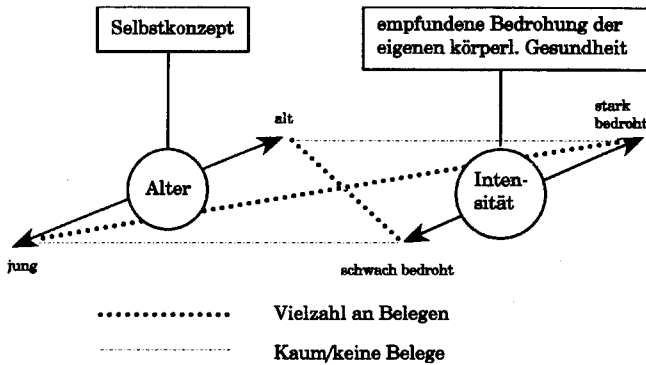 Selbstkonzept
empfundene Bedrohung der
eigenen körperl. Gesundheit
alt
stark
bedroht
Alter
Inten-
sität
jung
schwach bedroht
Vielzahl an Belegen
Kaum/keine Belege